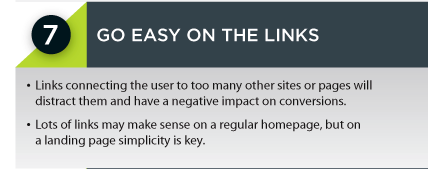 7
GO EASY ON THE LINKS
• Links connecting the user to too many other sites or pages will
distract them and have a negative impact on conversions.
• Lots of links may make sense on a regular homepage, but on
a landing page simplicity is key.